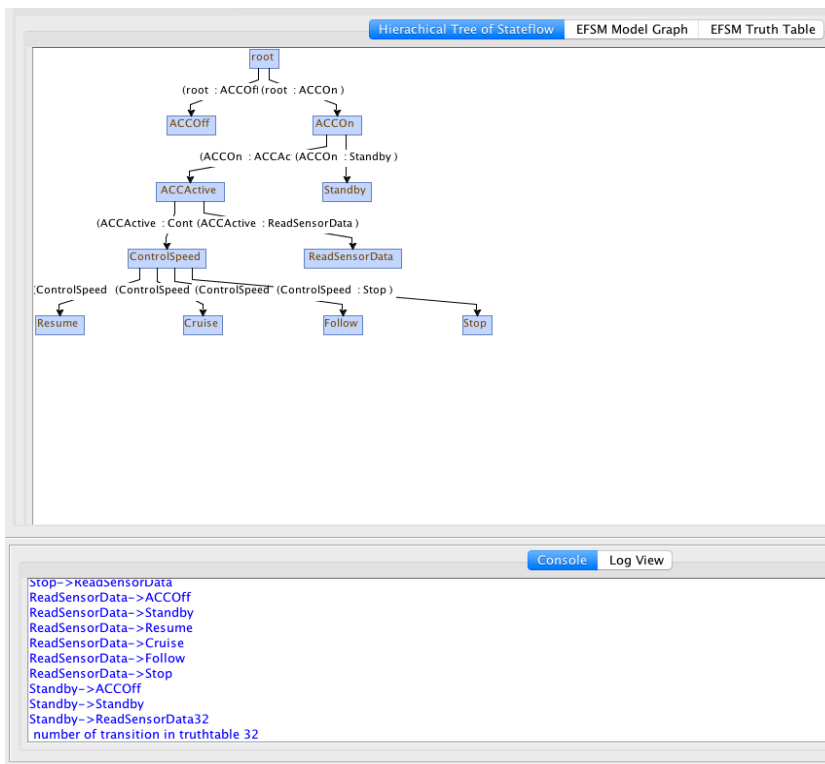 Hierachical Tree of Stateflow EFSM Model Graph EFSM Truth Table
root
(root : ACCOff (root : ACCOn )
ACCOff ACCOn
(ACCOn : ACCAc (ACCOn : Standby )
ACCActive Standby
(ACCActive : Cont (ACCActive : ReadSensorData )
ControlSpeed ReadSensorData
(ControlSpeed (ControlSpeed (ControlSpeed (ControlSpeed : Stop )
Resume Cruise Follow Stop
Console Log View
Stop->ReadSensorData
ReadSensorData->ACCOff
ReadSensorData->Standby
ReadSensorData->Resume
ReadSensorData->Cruise
ReadSensorData->Follow
ReadSensorData->Stop
Standby->ACCOff
Standby->Standby
Standby->ReadSensorData32
number of transition in truthtable 32